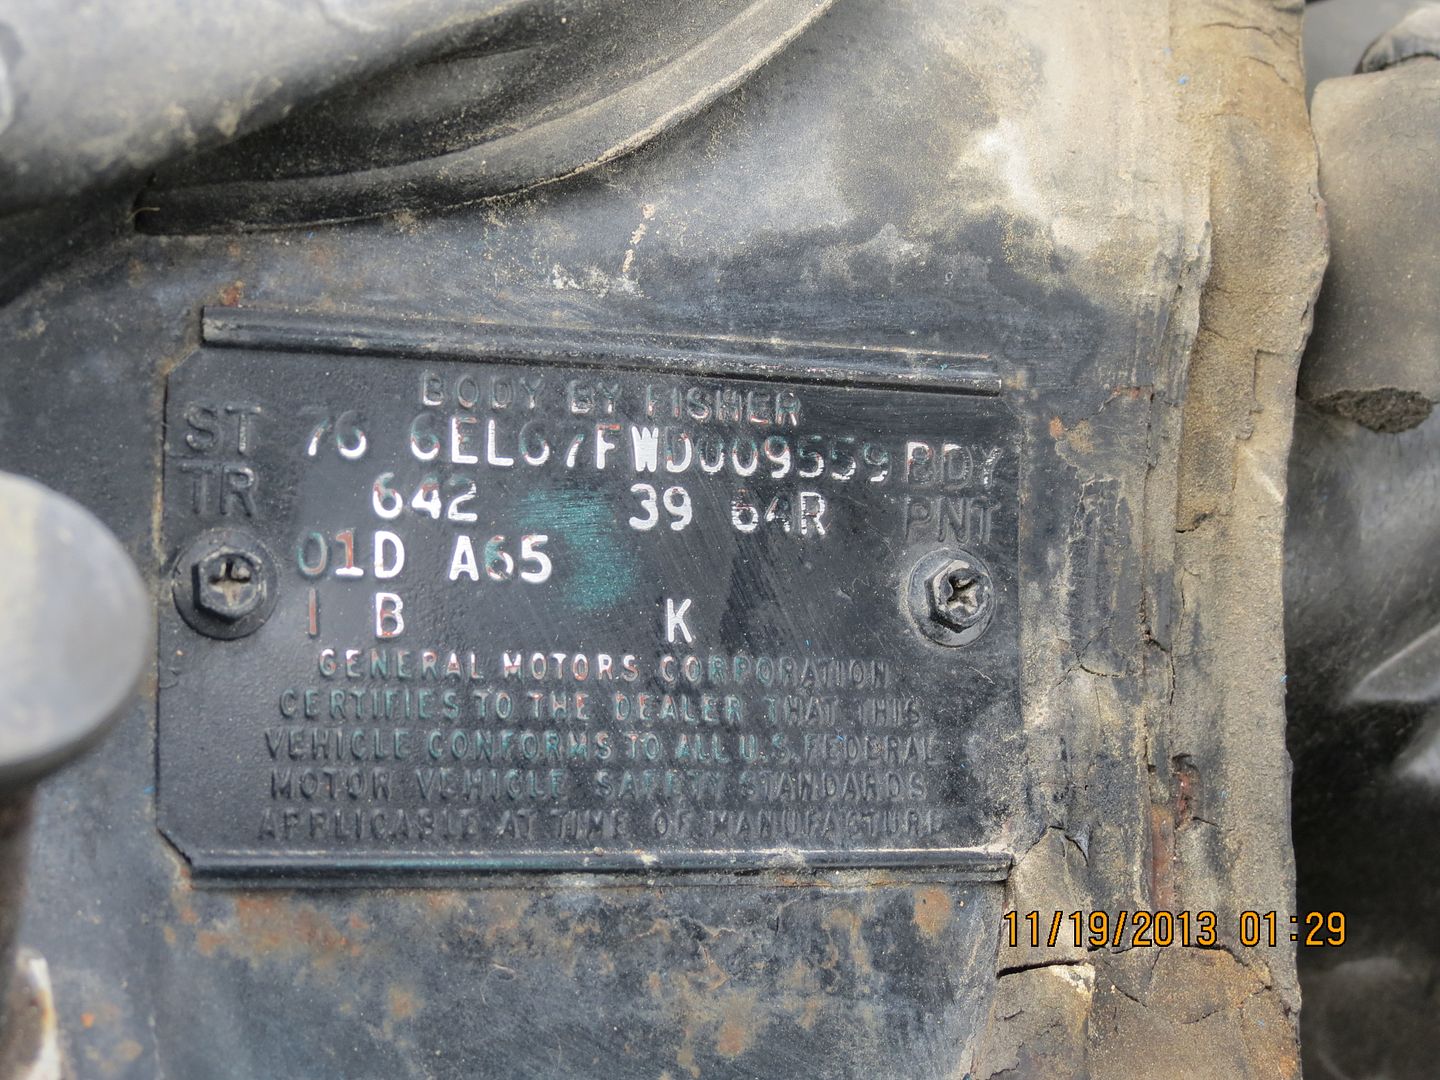 BODY BY FISHER
ST 76 6EL67FWD009559 BDY
TR 642 39 64R PNT
01D A65
I B K
GENERAL MOTORS CORPORATION
CERTIFIES TO THE DEALER THAT THIS
VEHICLE CONFORMS TO ALL U.S. FEDERAL
MOTOR VEHICLE SAFETY STANDARDS
APPLICABLE AT TIME OF MANUFACTURE
11/19/2013 01:29